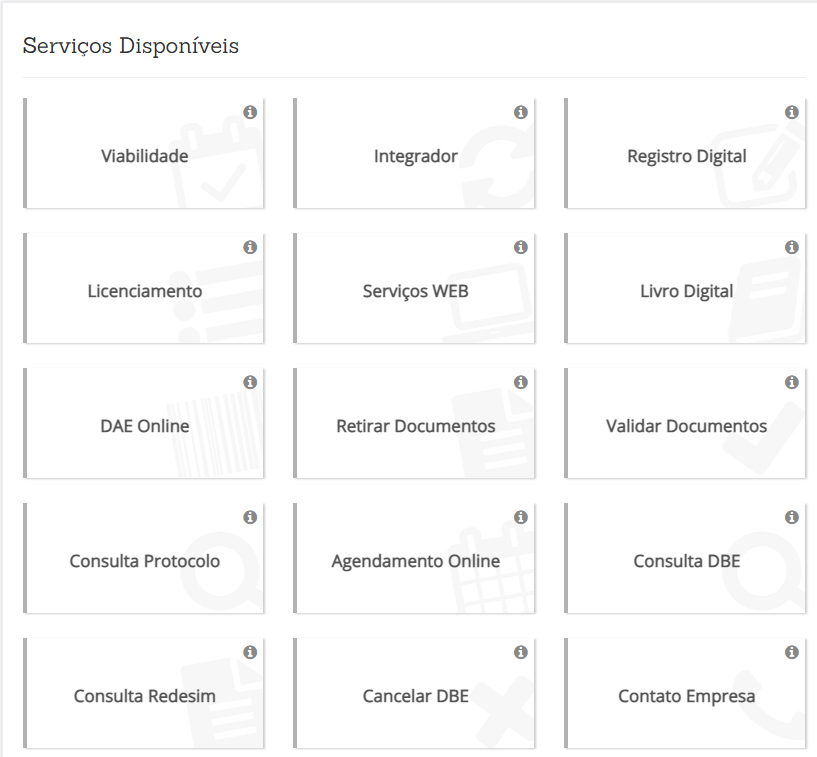 Serviços Disponíveis
Viabilidade
Integrador
Registro Digital
Licenciamento
Serviços WEB
Livro Digital
DAE Online
Retirar Documentos
Validar Documentos
Consulta Protocolo
Agendamento Online
Consulta DBE
Consulta Redesim
Cancelar DBE
Contato Empresa